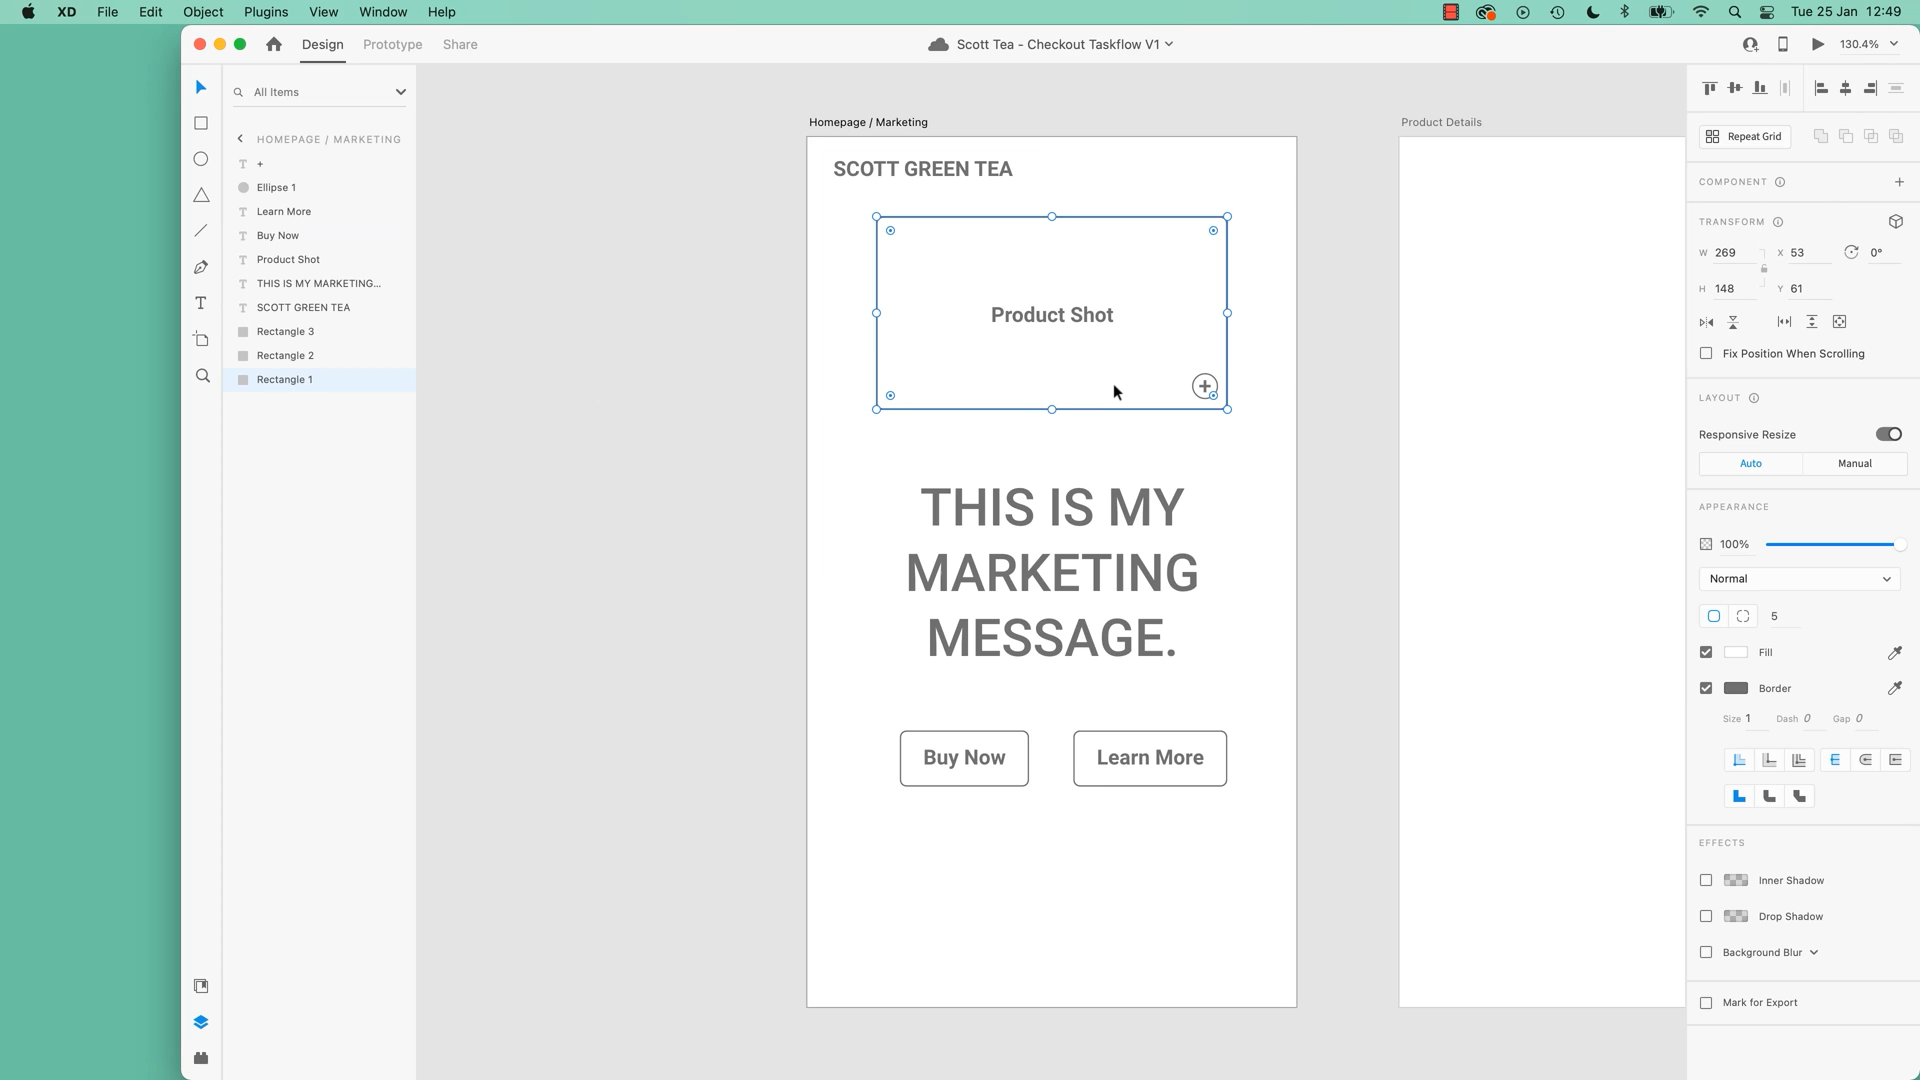 XD File Edit Object Plugins View Window Help
Tue 25 Jan 12:49
Design Prototype Share
Scott Tea - Checkout Taskflow V1
130.4%
All Items
HOMEPAGE / MARKETING
+
Ellipse 1
Learn More
Buy Now
Product Shot
THIS IS MY MARKETING...
SCOTT GREEN TEA
Rectangle 3
Rectangle 2
Rectangle 1
Homepage / Marketing
SCOTT GREEN TEA
Product Shot
+
THIS IS MY
MARKETING
MESSAGE.
Buy Now
Learn More
Product Details
Repeat Grid
COMPONENT
TRANSFORM
W 269 X 53 0°
H 148 Y 61
Fix Position When Scrolling
LAYOUT
Responsive Resize
Auto Manual
APPEARANCE
100%
Normal
5
Fill
Border
Size 1 Dash 0 Gap 0
EFFECTS
Inner Shadow
Drop Shadow
Background Blur
Mark for Export